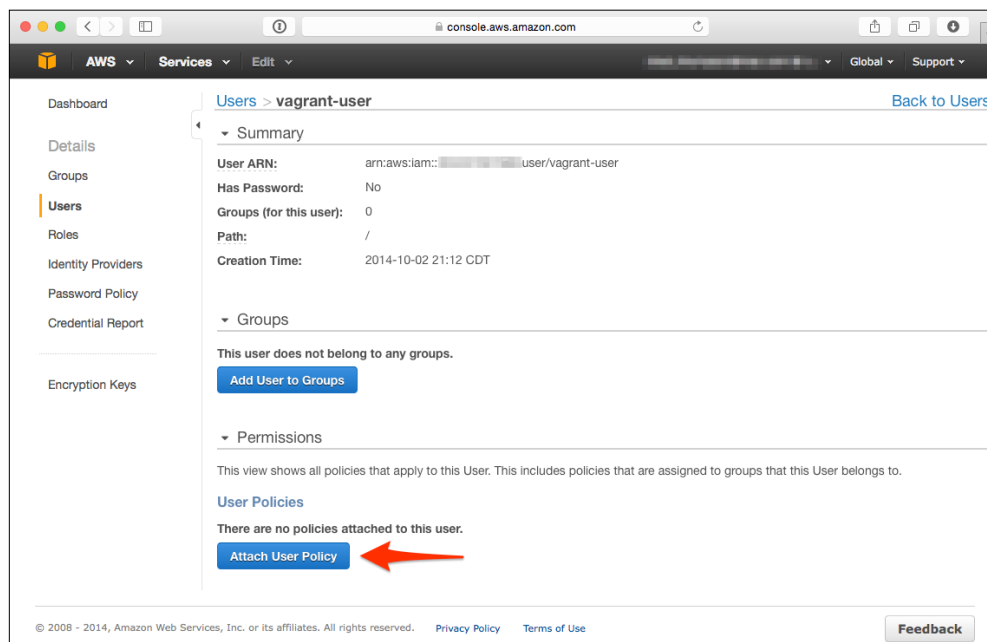 console.aws.amazon.com
AWS Services Edit Global Support
Dashboard
Details
Groups
Users
Roles
Identity Providers
Password Policy
Credential Report
Encryption Keys
Users > vagrant-user Back to Users
Summary
User ARN: arn:aws:iam:: user/vagrant-user
Has Password: No
Groups (for this user): 0
Path: /
Creation Time: 2014-10-02 21:12 CDT
Groups
This user does not belong to any groups.
Add User to Groups
Permissions
This view shows all policies that apply to this User. This includes policies that are assigned to groups that this User belongs to.
User Policies
There are no policies attached to this user.
Attach User Policy
© 2008 - 2014, Amazon Web Services, Inc. or its affiliates. All rights reserved. Privacy Policy Terms of Use
Feedback